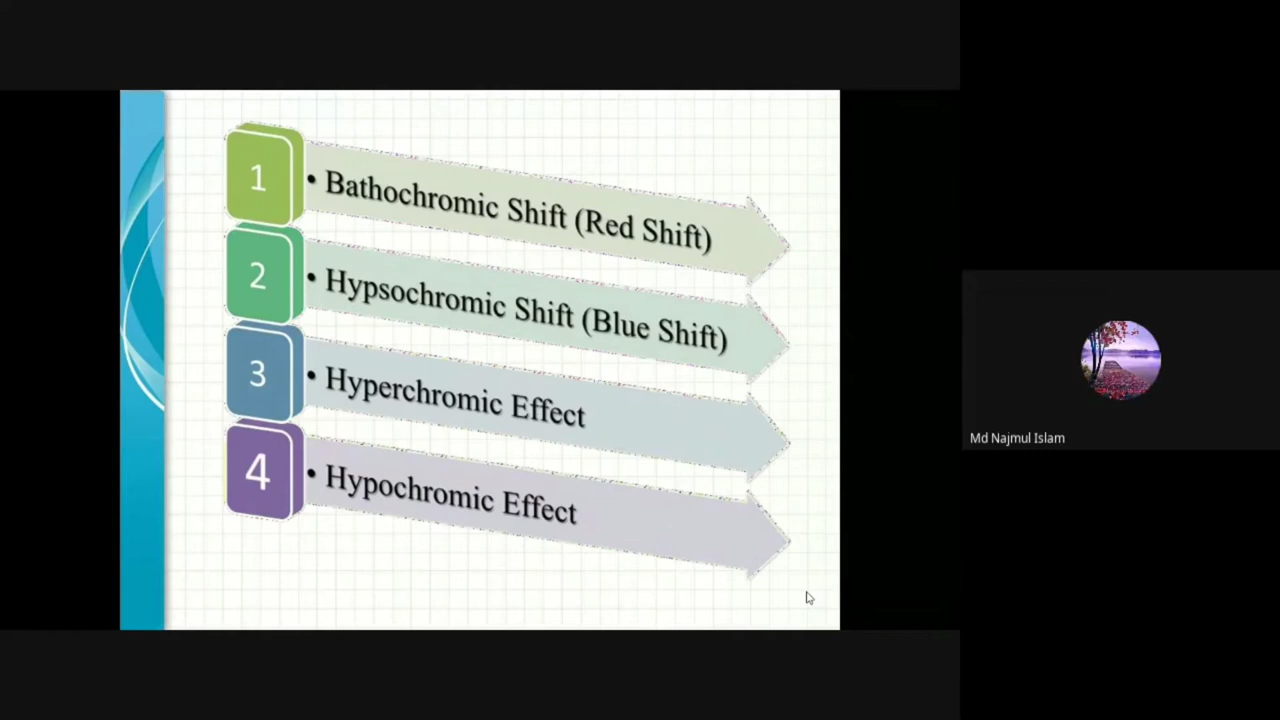 1
• Bathochromic Shift (Red Shift)
2
• Hypsochromic Shift (Blue Shift)
3
• Hyperchromic Effect
4
• Hypochromic Effect
Md Najmul Islam